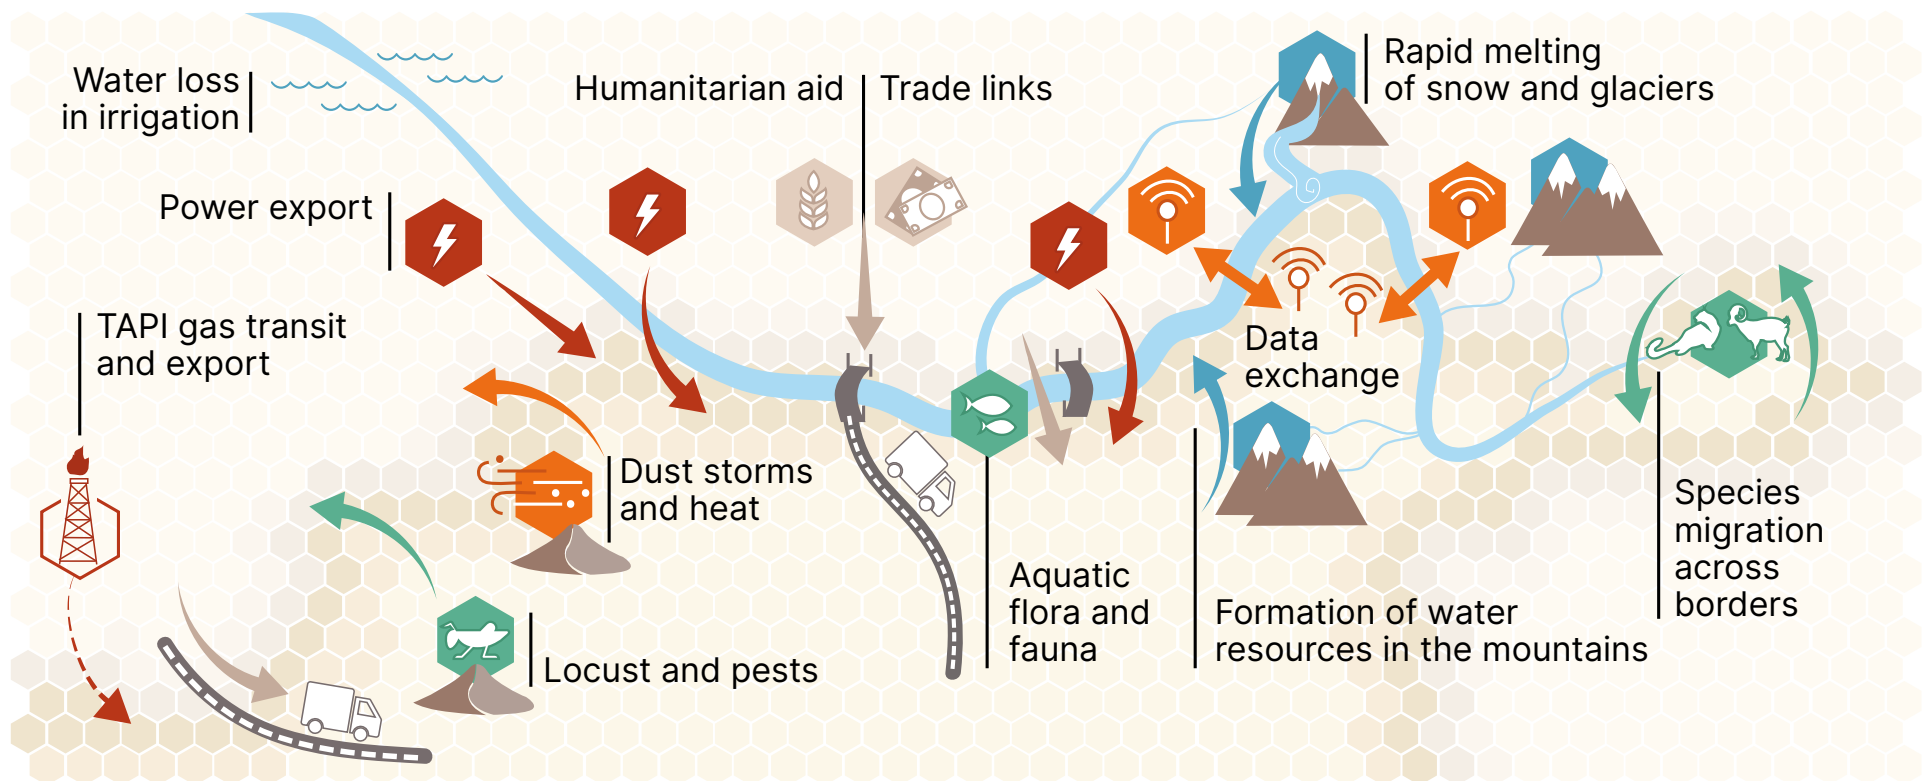 Water loss
in irrigation
Humanitarian aid
Trade links
Rapid melting
of snow and glaciers
Power export
TAPI gas transit
and export
Data
exchange
Dust storms
and heat
Species
migration
across
borders
Aquatic
flora and
fauna
Formation of water
resources in the mountains
Locust and pests